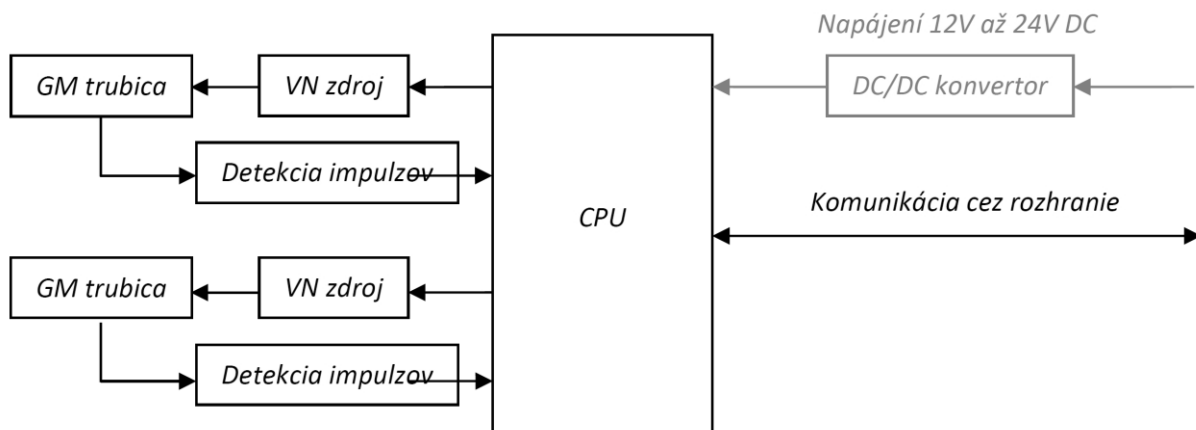 Napájení 12V až 24V DC
GM trubica
VN zdroj
DC/DC konvertor
Detekcia impulzov
CPU
Komunikácia cez rozhranie
GM trubica
VN zdroj
Detekcia impulzov